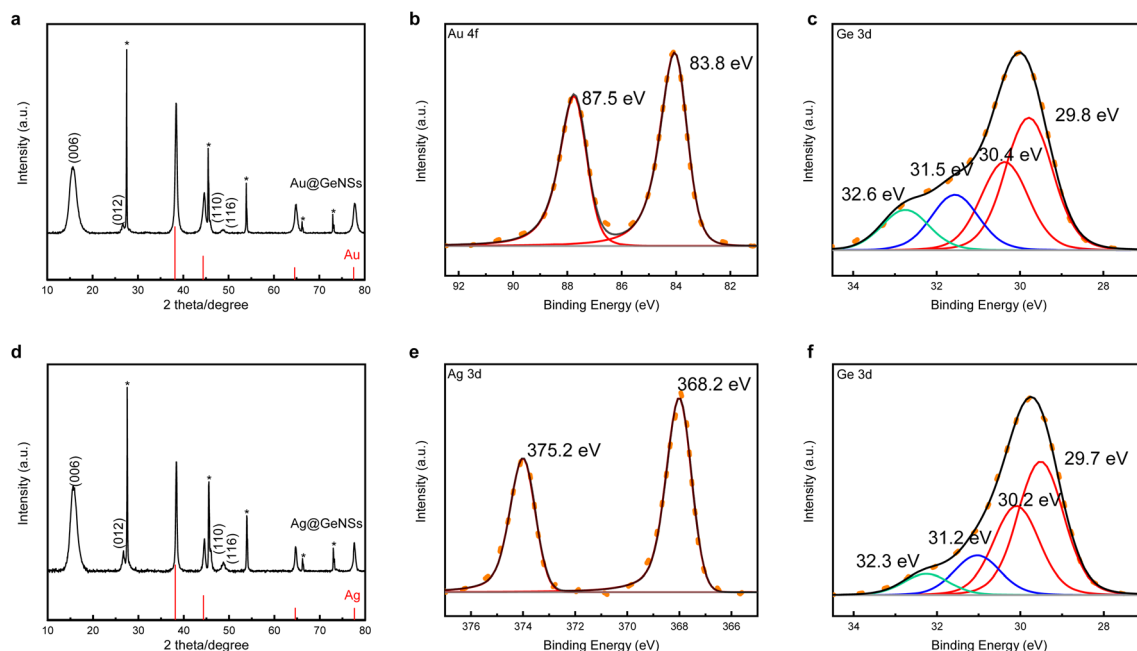 a
Intensity (a.u.)
(006)
(012)
*
*
(110)
(116)
*
*
*
Au@GeNSs
Au
10 20 30 40 50 60 70 80
2 theta/degree
b
Au 4f
Intensity (a.u.)
87.5 eV
83.8 eV
92 90 88 86 84 82
Binding Energy (eV)
c
Ge 3d
Intensity (a.u.)
32.6 eV
31.5 eV
30.4 eV
29.8 eV
34 32 30 28
Binding Energy (eV)
d
Intensity (a.u.)
(006)
(012)
*
*
(110)
(116)
*
*
*
Ag@GeNSs
Ag
10 20 30 40 50 60 70 80
2 theta/degree
e
Ag 3d
Intensity (a.u.)
375.2 eV
368.2 eV
376 374 372 370 368 366
Binding Energy (eV)
f
Ge 3d
Intensity (a.u.)
32.3 eV
31.2 eV
30.2 eV
29.7 eV
34 32 30 28
Binding Energy (eV)